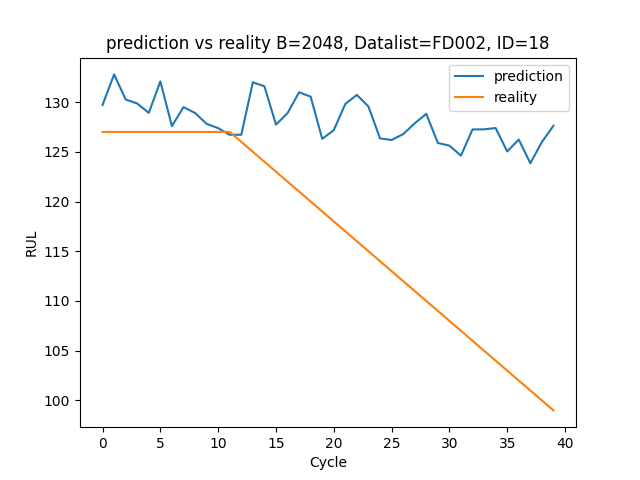 prediction vs reality B=2048, Datalist=FD002, ID=18
prediction
reality
RUL
130
125
120
115
110
105
100
0 5 10 15 20 25 30 35 40
Cycle